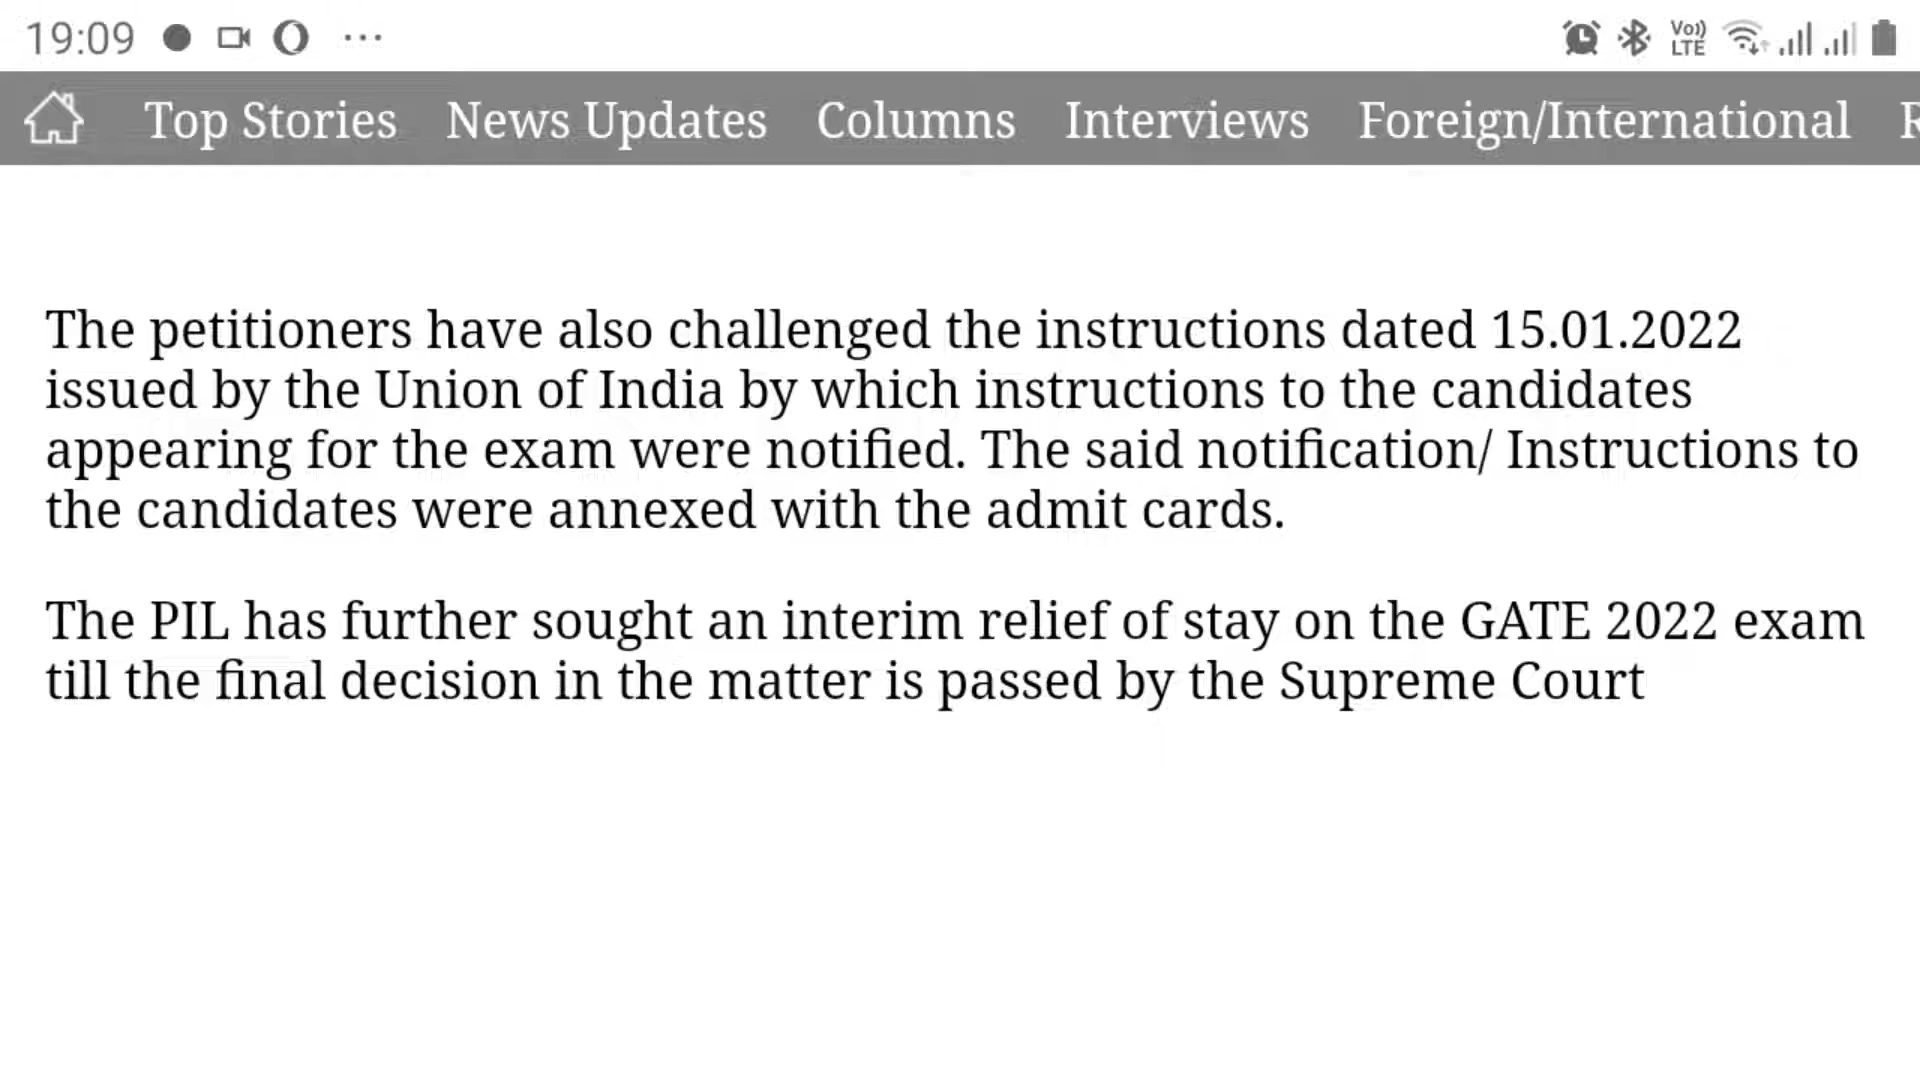 19:09
Vo)) LTE
Top Stories News Updates Columns Interviews Foreign/International
The petitioners have also challenged the instructions dated 15.01.2022
issued by the Union of India by which instructions to the candidates
appearing for the exam were notified. The said notification/ Instructions to
the candidates were annexed with the admit cards.
The PIL has further sought an interim relief of stay on the GATE 2022 exam
till the final decision in the matter is passed by the Supreme Court